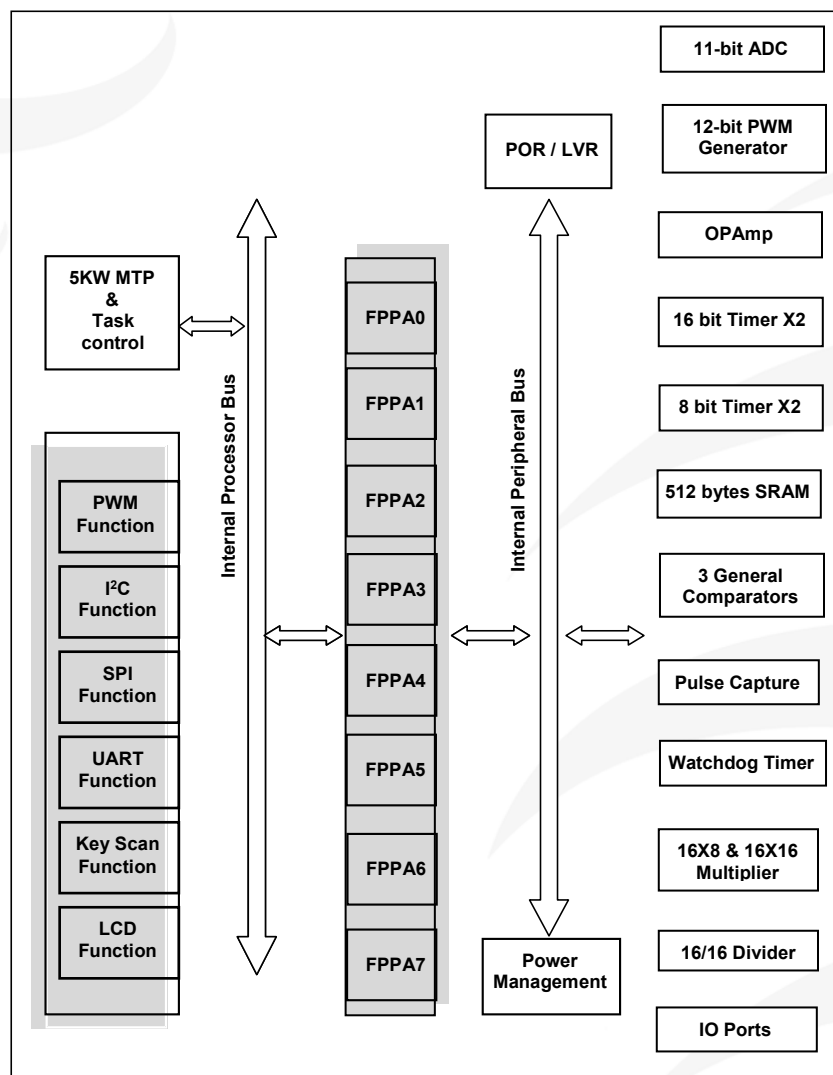 5KW MTP
&
Task
control
PWM
Function
I²C
Function
SPI
Function
UART
Function
Key Scan
Function
LCD
Function
Internal Processor Bus
FPPA0
FPPA1
FPPA2
FPPA3
FPPA4
FPPA5
FPPA6
FPPA7
POR / LVR
Internal Peripheral Bus
Power
Management
11-bit ADC
12-bit PWM
Generator
OPAmp
16 bit Timer X2
8 bit Timer X2
512 bytes SRAM
3 General
Comparators
Pulse Capture
Watchdog Timer
16X8 & 16X16
Multiplier
16/16 Divider
IO Ports